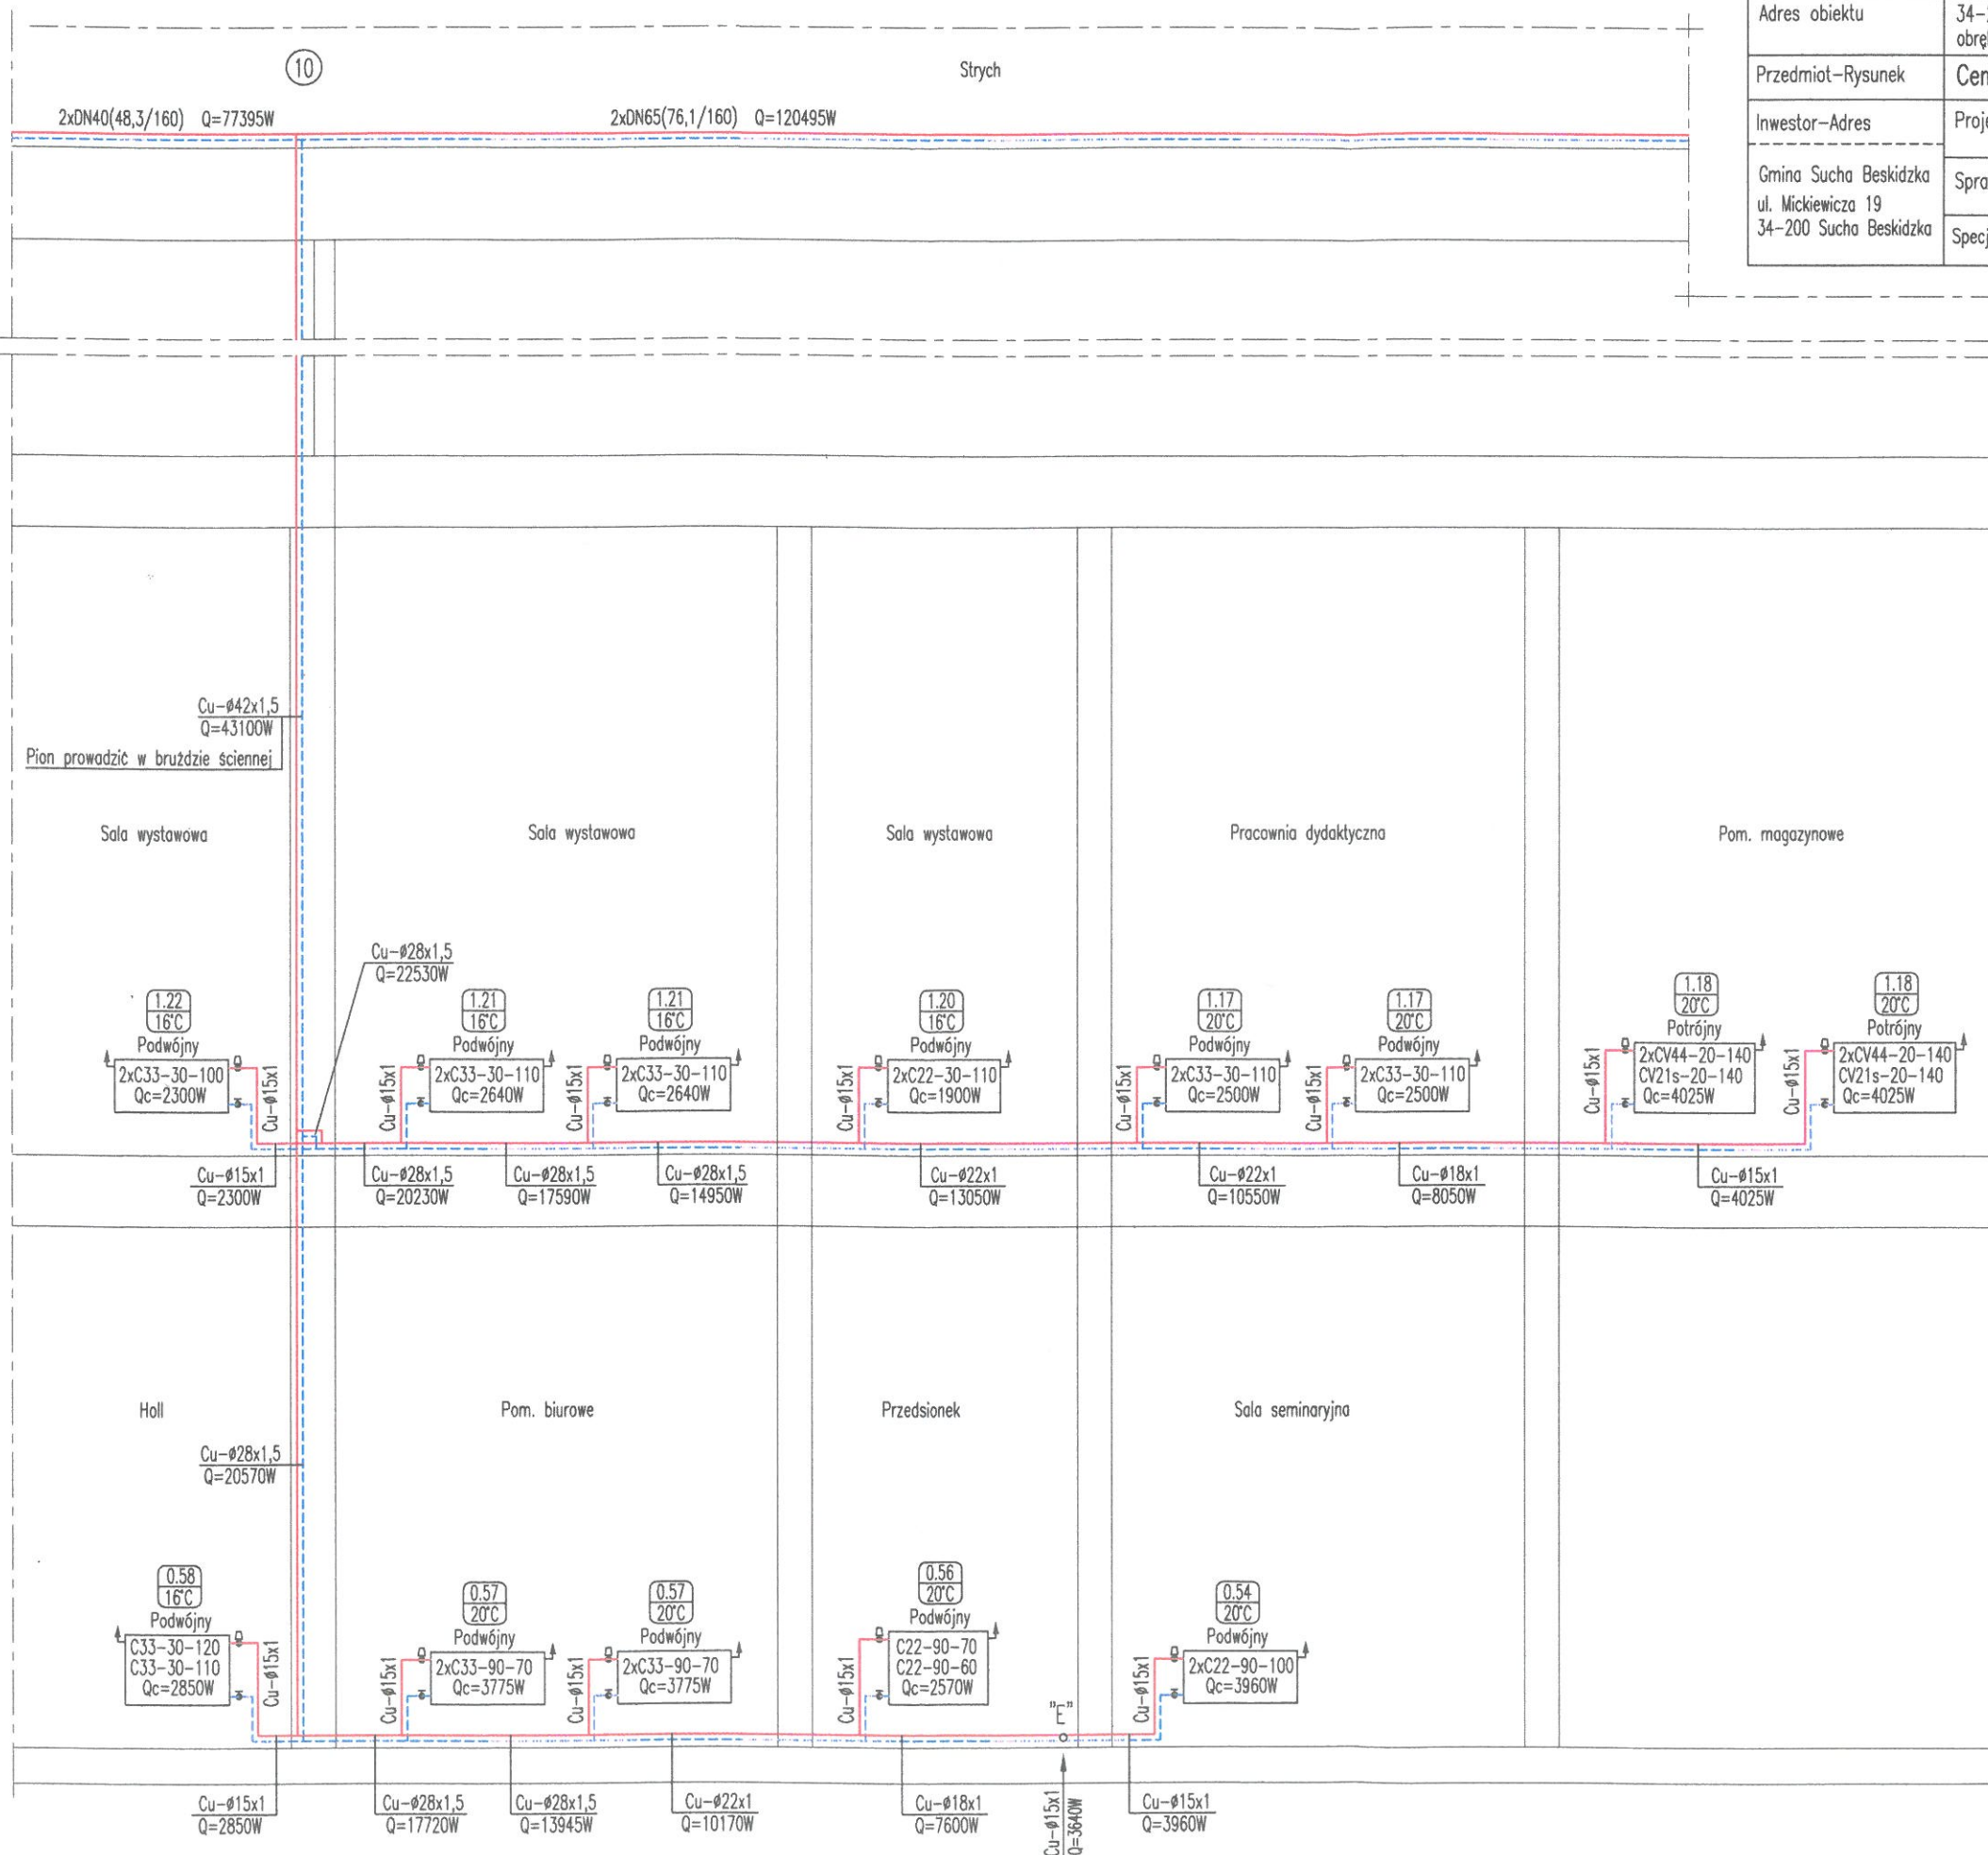 Adres obiektu
34-
obrę
Przedmiot-Rysunek
Cen
Inwestor-Adres
Proj
Gmina Sucha Beskidzka
ul. Mickiewicza 19
34-200 Sucha Beskidzka
Spra
Specj
10
Strych
2xDN40(48,3/160) Q=77395W
2xDN65(76,1/160) Q=120495W
Cu-ø42x1,5
Q=43100W
Pion prowadzić w bruździe ściennej
Sala wystawowa
Sala wystawowa
Sala wystawowa
Pracownia dydaktyczna
Pom. magazynowe
Cu-ø28x1,5
Q=22530W
1.22
16°C
Podwójny
2xC33-30-100
Qc=2300W
Cu-ø15x1
1.21
16°C
Podwójny
2xC33-30-110
Qc=2640W
Cu-ø15x1
1.21
16°C
Podwójny
2xC33-30-110
Qc=2640W
Cu-ø15x1
1.20
16°C
Podwójny
2xC22-30-110
Qc=1900W
Cu-ø15x1
1.17
20°C
Podwójny
2xC33-30-110
Qc=2500W
Cu-ø15x1
1.17
20°C
Podwójny
2xC33-30-110
Qc=2500W
Cu-ø15x1
1.18
20°C
Potrójny
2xCV44-20-140
CV21s-20-140
Qc=4025W
Cu-ø15x1
1.18
20°C
Potrójny
2xCV44-20-140
CV21s-20-140
Qc=4025W
Cu-ø15x1
Cu-ø15x1
Q=2300W
Cu-ø28x1,5
Q=20230W
Cu-ø28x1,5
Q=17590W
Cu-ø28x1,5
Q=14950W
Cu-ø22x1
Q=13050W
Cu-ø22x1
Q=10550W
Cu-ø18x1
Q=8050W
Cu-ø15x1
Q=4025W
Holl
Pom. biurowe
Przedsionek
Sala seminaryjna
Cu-ø28x1,5
Q=20570W
0.58
16°C
Podwójny
C33-30-120
C33-30-110
Qc=2850W
Cu-ø15x1
0.57
20°C
Podwójny
2xC33-90-70
Qc=3775W
Cu-ø15x1
0.57
20°C
Podwójny
2xC33-90-70
Qc=3775W
Cu-ø15x1
0.56
20°C
Podwójny
C22-90-70
C22-90-60
Qc=2570W
Cu-ø15x1
"E"
0.54
20°C
Podwójny
2xC22-90-100
Qc=3960W
Cu-ø15x1
Cu-ø15x1
Q=2850W
Cu-ø28x1,5
Q=17720W
Cu-ø28x1,5
Q=13945W
Cu-ø22x1
Q=10170W
Cu-ø18x1
Q=7600W
Cu-ø15x1
Q=3640W
Cu-ø15x1
Q=3960W